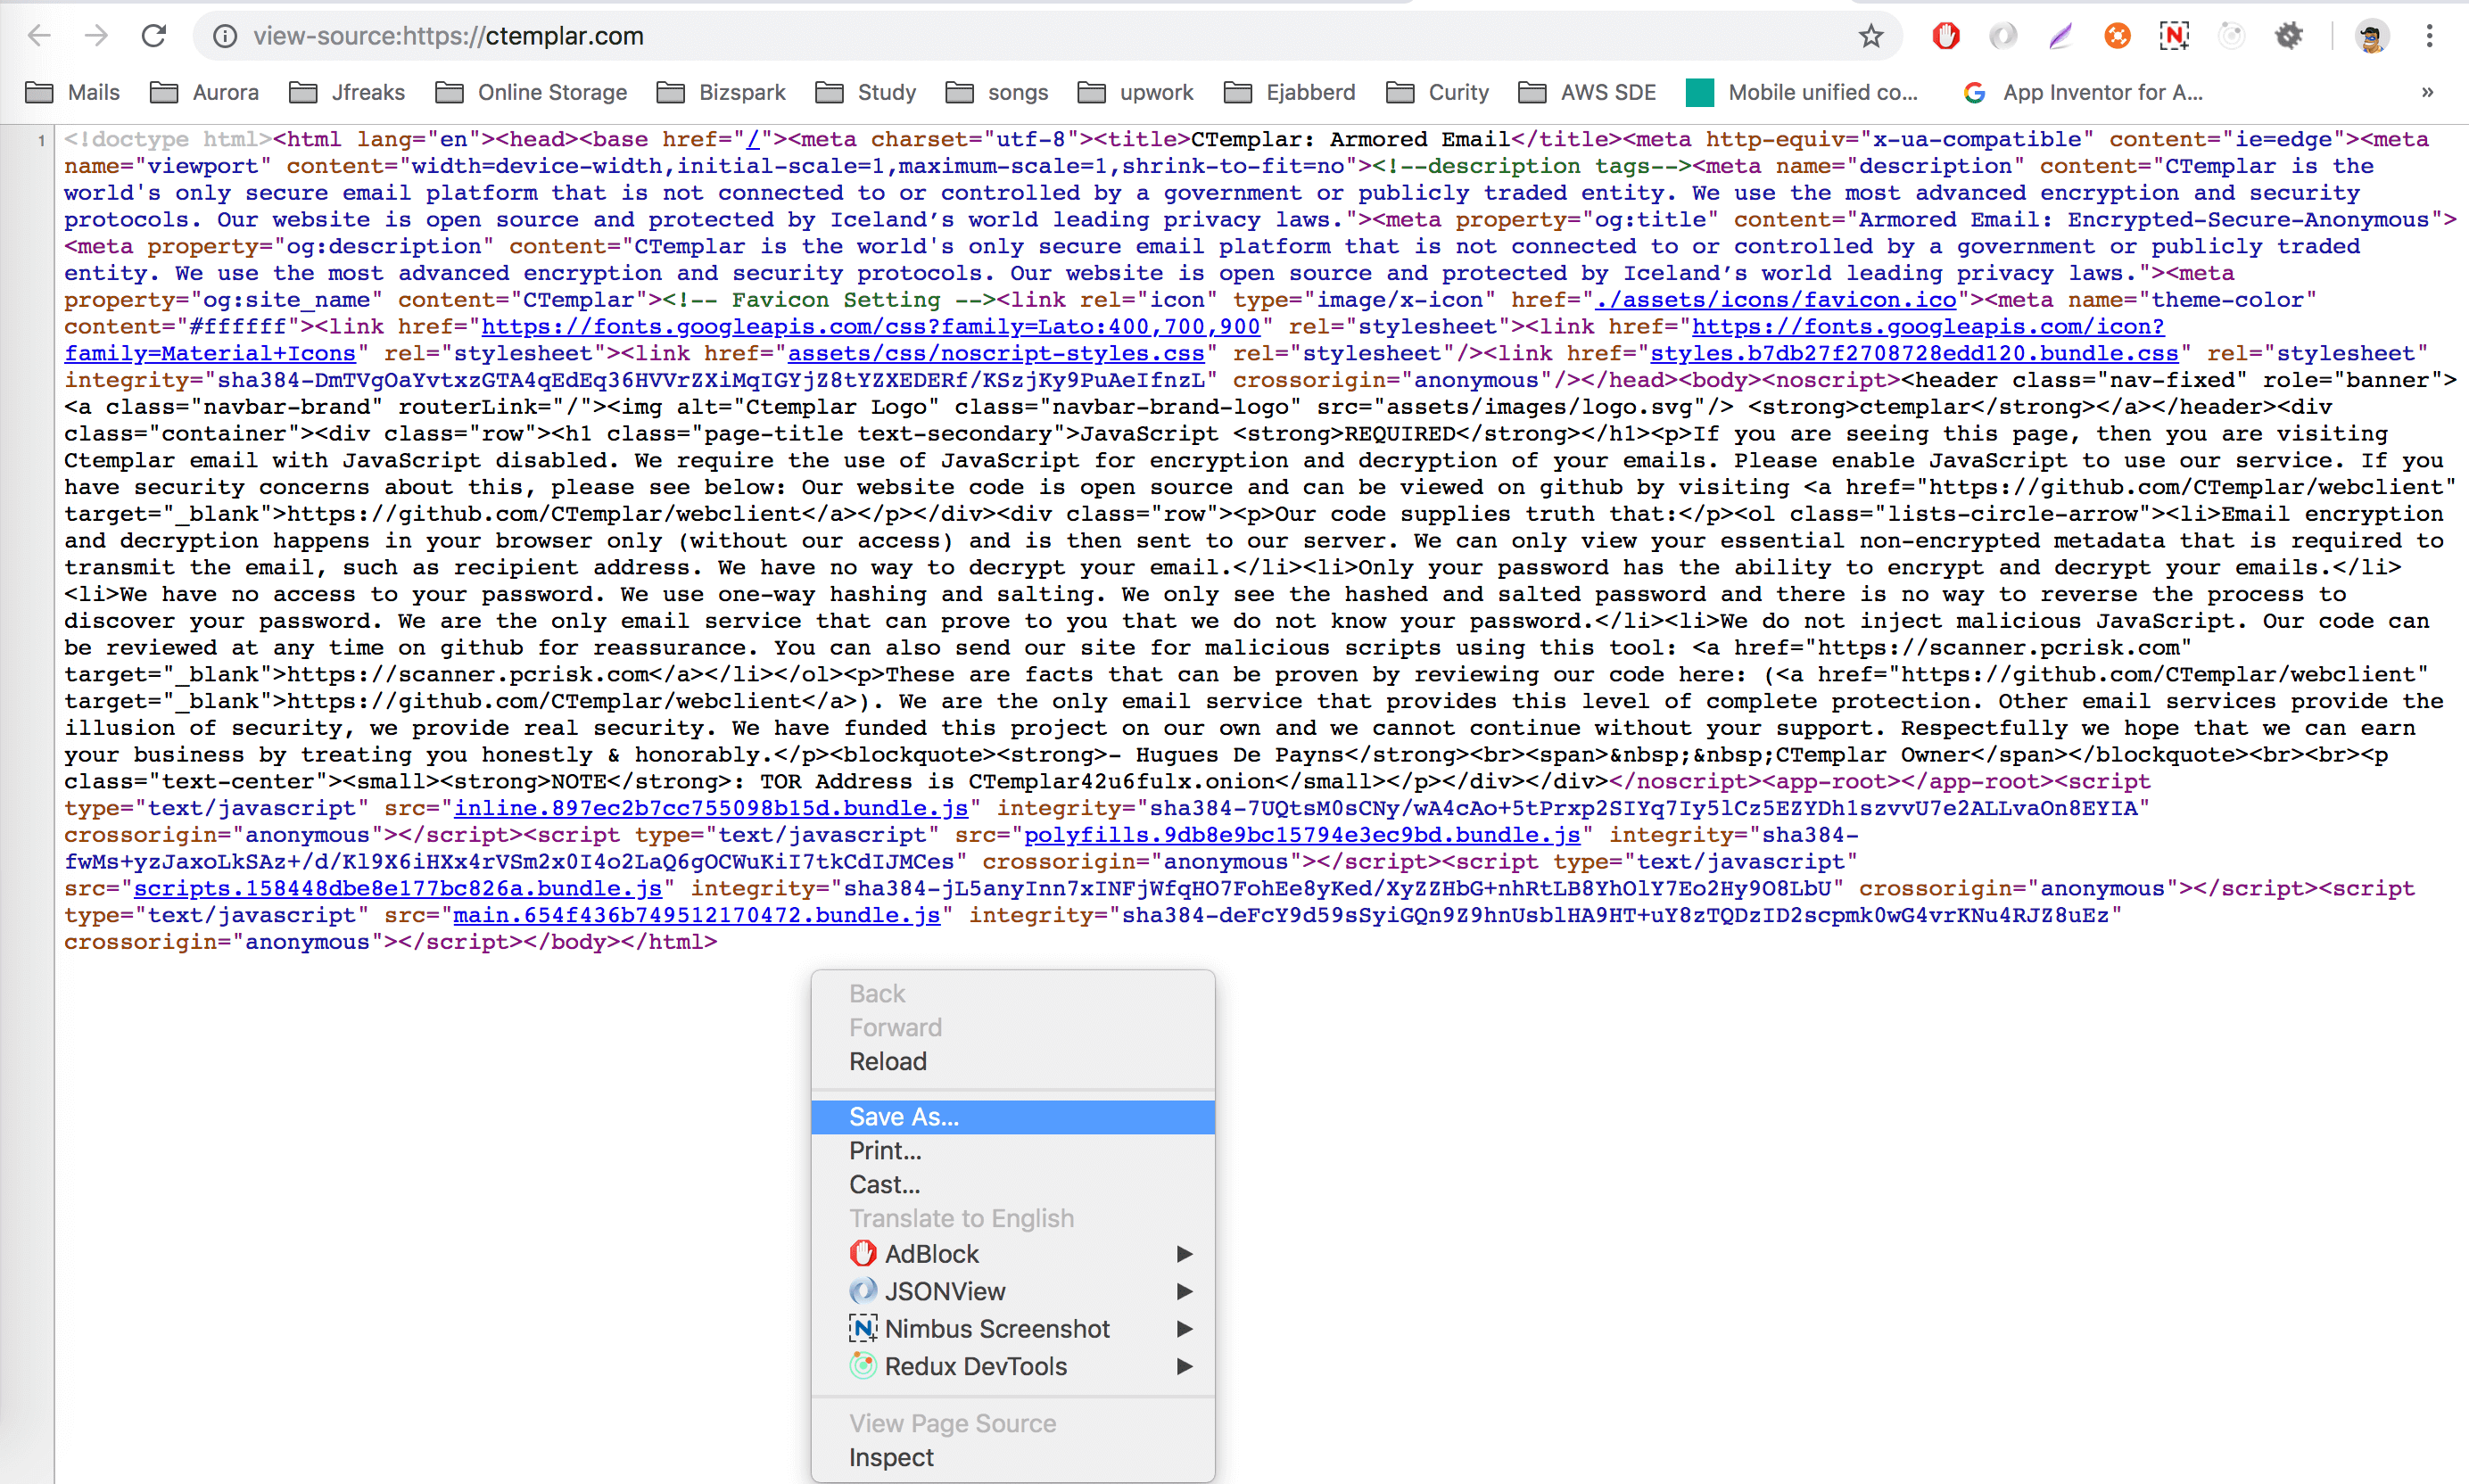 view-source:https://ctemplar.com
Mails Aurora Jfreaks Online Storage Bizspark Study songs upwork Ejabberd Curity AWS SDE Mobile unified co... App Inventor for A... »
1 <!doctype html><html lang="en"><head><base href="/"><meta charset="utf-8"><title>CTemplar: Armored Email</title><meta http-equiv="x-ua-compatible" content="ie=edge"><meta
name="viewport" content="width=device-width,initial-scale=1,maximum-scale=1,shrink-to-fit=no"><!--description tags--><meta name="description" content="CTemplar is the
world's only secure email platform that is not connected to or controlled by a government or publicly traded entity. We use the most advanced encryption and security
protocols. Our website is open source and protected by Iceland’s world leading privacy laws."><meta property="og:title" content="Armored Email: Encrypted-Secure-Anonymous">
<meta property="og:description" content="CTemplar is the world's only secure email platform that is not connected to or controlled by a government or publicly traded
entity. We use the most advanced encryption and security protocols. Our website is open source and protected by Iceland’s world leading privacy laws."><meta
property="og:site_name" content="CTemplar"><!-- Favicon Setting --><link rel="icon" type="image/x-icon" href="./assets/icons/favicon.ico"><meta name="theme-color"
content="#ffffff"><link href="https://fonts.googleapis.com/css?family=Lato:400,700,900" rel="stylesheet"><link href="https://fonts.googleapis.com/icon?
family=Material+Icons" rel="stylesheet"><link href="assets/css/noscript-styles.css" rel="stylesheet"/><link href="styles.b7db27f2708728edd120.bundle.css" rel="stylesheet"
integrity="sha384-DmTVgOaYvtxzGTA4qEdEq36HVVrZXiMqIGYjZ8tYZXEDERf/KSzjKy9PuAeIfnzL" crossorigin="anonymous"/></head><body><noscript><header class="nav-fixed" role="banner">
<a class="navbar-brand" routerLink="/"><img alt="Ctemplar Logo" class="navbar-brand-logo" src="assets/images/logo.svg"/> <strong>ctemplar</strong></a></header><div
class="container"><div class="row"><h1 class="page-title text-secondary">JavaScript <strong>REQUIRED</strong></h1><p>If you are seeing this page, then you are visiting
Ctemplar email with JavaScript disabled. We require the use of JavaScript for encryption and decryption of your emails. Please enable JavaScript to use our service. If you
have security concerns about this, please see below: Our website code is open source and can be viewed on github by visiting <a href="https://github.com/CTemplar/webclient"
target="_blank">https://github.com/CTemplar/webclient</a></p></div><div class="row"><p>Our code supplies truth that:</p><ol class="lists-circle-arrow"><li>Email encryption
and decryption happens in your browser only (without our access) and is then sent to our server. We can only view your essential non-encrypted metadata that is required to
transmit the email, such as recipient address. We have no way to decrypt your email.</li><li>Only your password has the ability to encrypt and decrypt your emails.</li>
<li>We have no access to your password. We use one-way hashing and salting. We only see the hashed and salted password and there is no way to reverse the process to
discover your password. We are the only email service that can prove to you that we do not know your password.</li><li>We do not inject malicious JavaScript. Our code can
be reviewed at any time on github for reassurance. You can also send our site for malicious scripts using this tool: <a href="https://scanner.pcrisk.com"
target="_blank">https://scanner.pcrisk.com</a></li></ol><p>These are facts that can be proven by reviewing our code here: (<a href="https://github.com/CTemplar/webclient"
target="_blank">https://github.com/CTemplar/webclient</a>). We are the only email service that provides this level of complete protection. Other email services provide the
illusion of security, we provide real security. We have funded this project on our own and we cannot continue without your support. Respectfully we hope that we can earn
your business by treating you honestly & honorably.</p><blockquote><strong>- Hugues De Payns</strong><br><span>&nbsp;&nbsp;CTemplar Owner</span></blockquote><br><br><p
class="text-center"><small><strong>NOTE</strong>: TOR Address is CTemplar42u6fulx.onion</small></p></div></div></noscript><app-root></app-root><script
type="text/javascript" src="inline.897ec2b7cc755098b15d.bundle.js" integrity="sha384-7UQtsM0sCNy/wA4cAo+5tPrxp2SIYq7Iy5lCz5EZYDh1szvvU7e2ALLvaOn8EYIA"
crossorigin="anonymous"></script><script type="text/javascript" src="polyfills.9db8e9bc15794e3ec9bd.bundle.js" integrity="sha384-
fwMs+yzJaxoLkSAz+/d/Kl9X6iHXx4rVSm2x0I4o2LaQ6gOCWuKiI7tkCdIJMCes" crossorigin="anonymous"></script><script type="text/javascript"
src="scripts.158448dbe8e177bc826a.bundle.js" integrity="sha384-jL5anyInn7xINFjWfqHO7FohEe8yKed/XyZZHbG+nhRtLB8YhOlY7Eo2Hy9O8LbU" crossorigin="anonymous"></script><script
type="text/javascript" src="main.654f436b749512170472.bundle.js" integrity="sha384-deFcY9d59sSyiGQn9Z9hnUsblHA9HT+uY8zTQDzID2scpmk0wG4vrKNu4RJZ8uEz"
crossorigin="anonymous"></script></body></html>
Back
Forward
Reload
Save As...
Print...
Cast...
Translate to English
AdBlock
JSONView
Nimbus Screenshot
Redux DevTools
View Page Source
Inspect